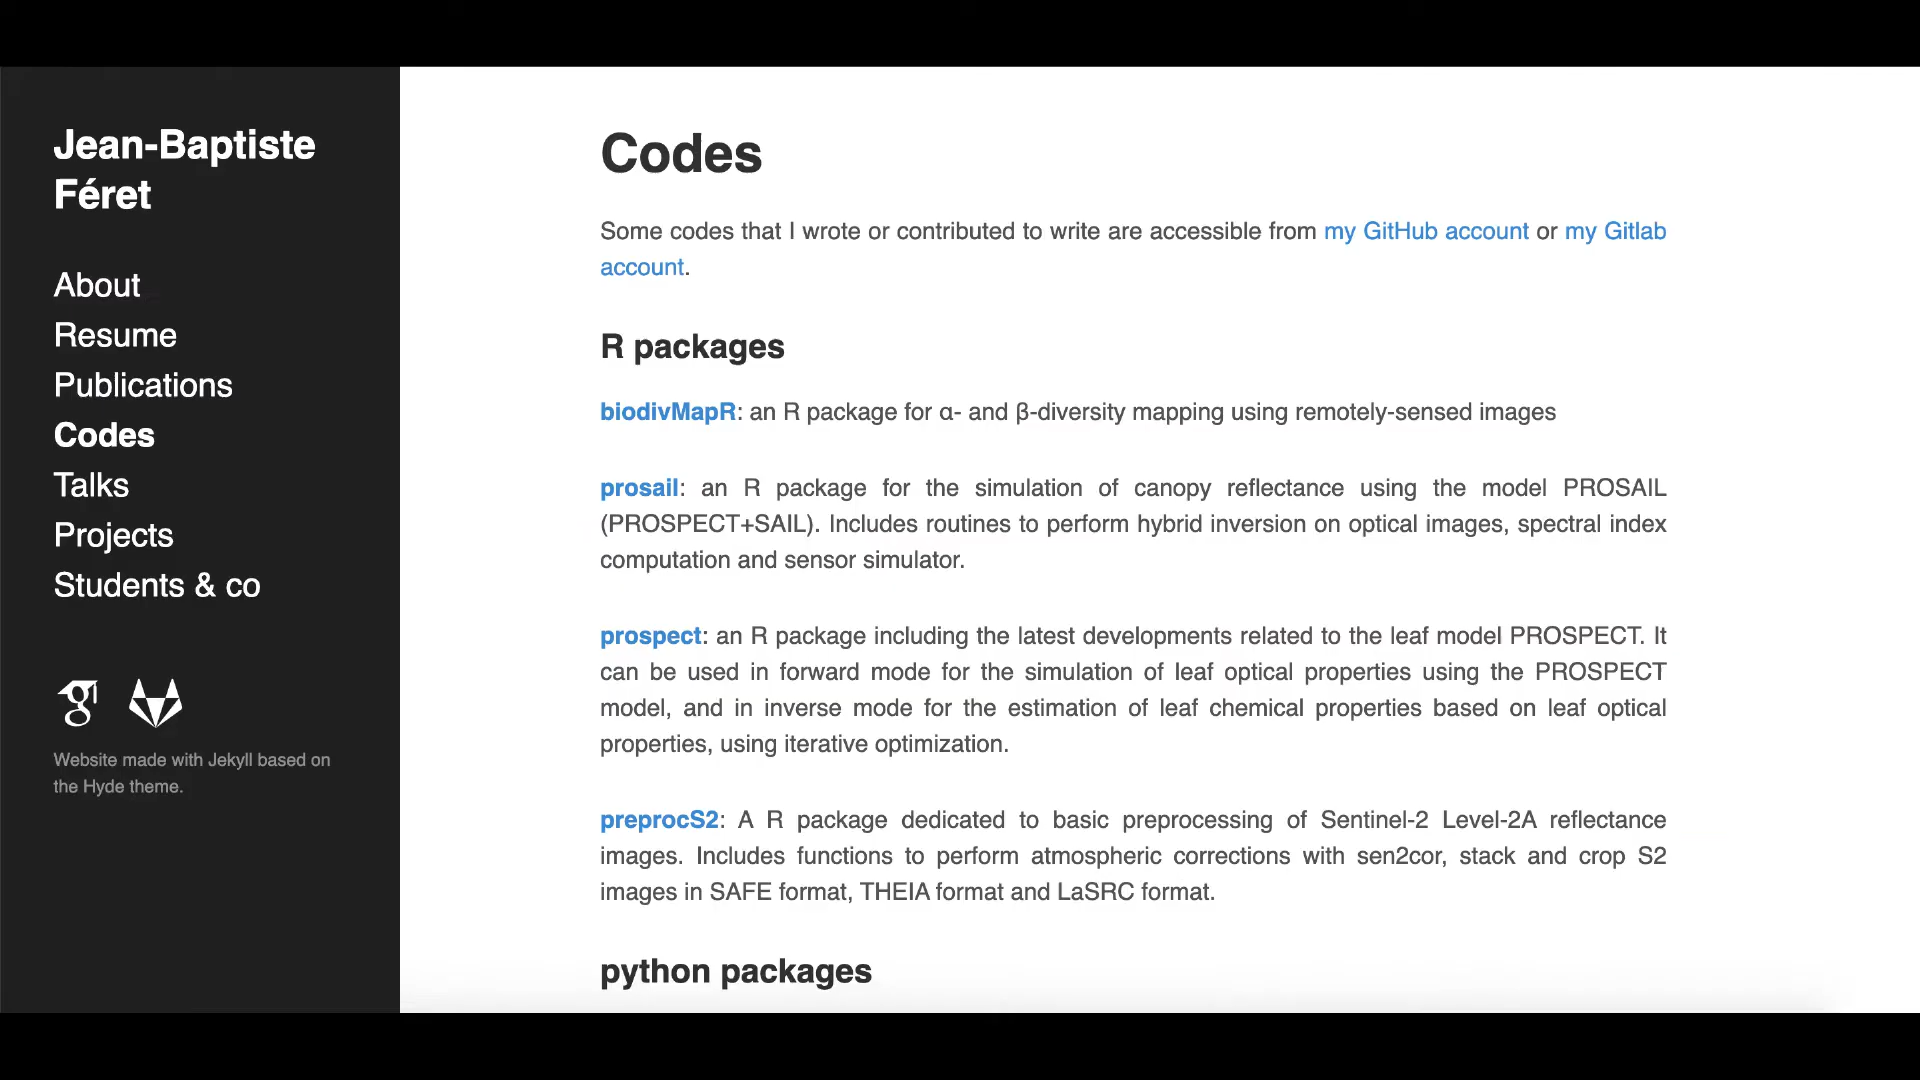 Jean-Baptiste
Féret
About
Resume
Publications
Codes
Talks
Projects
Students & co
Website made with Jekyll based on
the Hyde theme.
Codes
Some codes that I wrote or contributed to write are accessible from my GitHub account or my Gitlab
account.
R packages
biodivMapR: an R package for α- and β-diversity mapping using remotely-sensed images
prosail: an R package for the simulation of canopy reflectance using the model PROSAIL
(PROSPECT+SAIL). Includes routines to perform hybrid inversion on optical images, spectral index
computation and sensor simulator.
prospect: an R package including the latest developments related to the leaf model PROSPECT. It
can be used in forward mode for the simulation of leaf optical properties using the PROSPECT
model, and in inverse mode for the estimation of leaf chemical properties based on leaf optical
properties, using iterative optimization.
preprocS2: A R package dedicated to basic preprocessing of Sentinel-2 Level-2A reflectance
images. Includes functions to perform atmospheric corrections with sen2cor, stack and crop S2
images in SAFE format, THEIA format and LaSRC format.
python packages